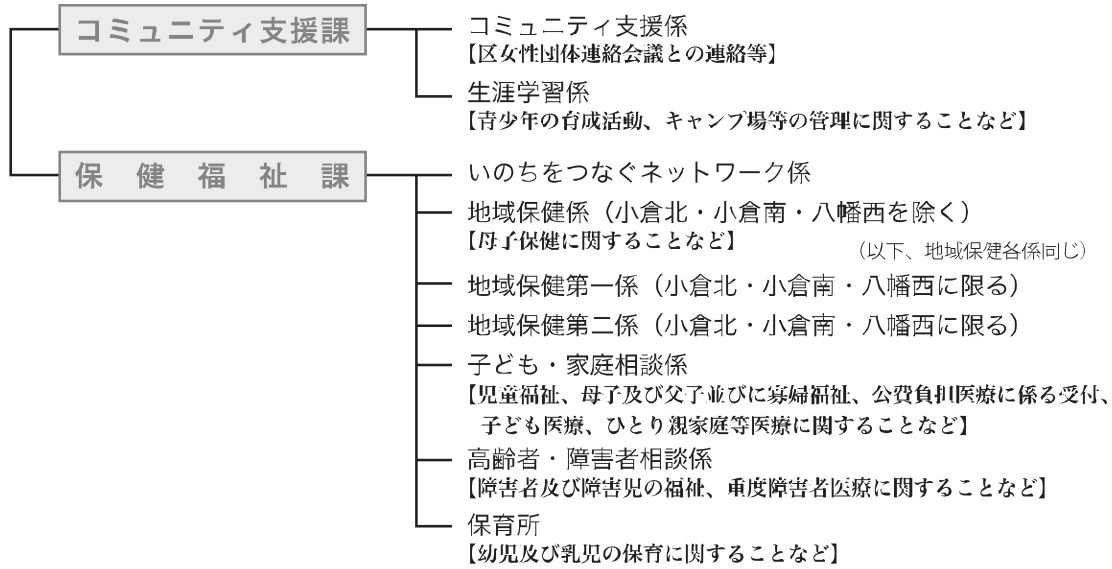 コミュニティ支援課
コミュニティ支援係
【区女性団体連絡会議との連絡等】
生涯学習係
【青少年の育成活動、キャンプ場等の管理に関することなど】
保健福祉課
いのちをつなぐネットワーク係
地域保健係（小倉北・小倉南・八幡西を除く）
【母子保健に関することなど】
（以下、地域保健各係同じ）
地域保健第一係（小倉北・小倉南・八幡西に限る）
地域保健第二係（小倉北・小倉南・八幡西に限る）
子ども・家庭相談係
【児童福祉、母子及び父子並びに寡婦福祉、公費負担医療に係る受付、
子ども医療、ひとり親家庭等医療に関することなど】
高齢者・障害者相談係
【障害者及び障害児の福祉、重度障害者医療に関することなど】
保育所
【幼児及び乳児の保育に関することなど】